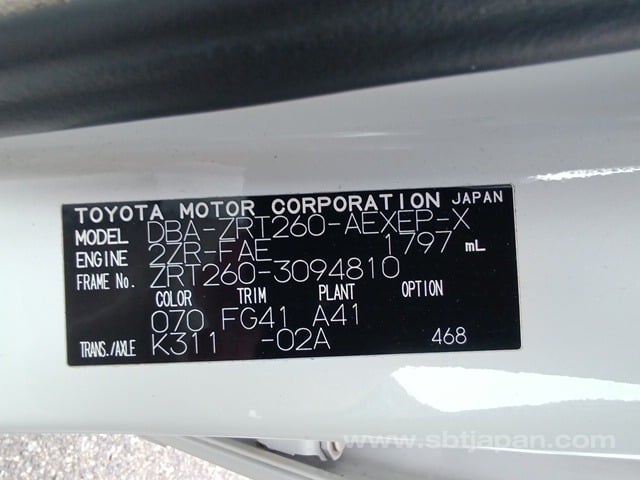 TOYOTA MOTOR CORPORATION JAPAN
MODEL DBA-ZRT260-AEXEP-X
ENGINE 2ZR-FAE 1797 mL
FRAME No. ZRT260-3094810
COLOR TRIM PLANT OPTION
070 FG41 A41
TRANS./AXLE K311 -02A 468
www.sbtjapan.com